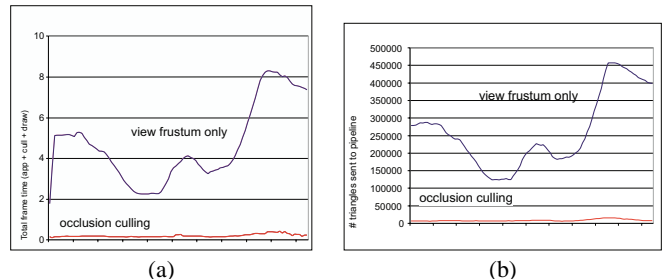 10
8
6
4
2
0
Total frame time (app + cull + draw)
view frustum only
occlusion culling
(a)
500000
450000
400000
350000
300000
250000
200000
150000
100000
50000
0
# triangles sent to pipeline
view frustum only
occlusion culling
(b)